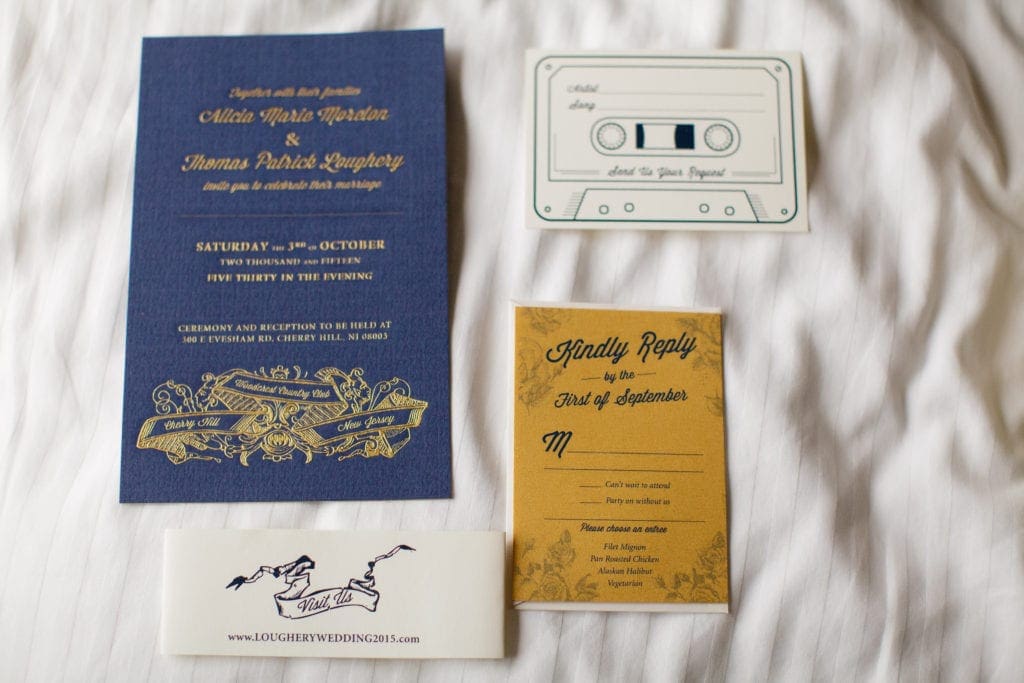 Together with their families
Alicia Marie Morelon
&
Thomas Patrick Loughery
invite you to celebrate their marriage
SATURDAY THE 3RD OF OCTOBER
TWO THOUSAND AND FIFTEEN
FIVE THIRTY IN THE EVENING
CEREMONY AND RECEPTION TO BE HELD AT
300 E EVESHAM RD, CHERRY HILL, NJ 08003
Woodcrest Country Club
Cherry Hill
New Jersey
Artist
Song
Send Us Your Request
Kindly Reply
by the
First of September
M
Can't wait to attend
Party on without us
Please choose an entree
Filet Mignon
Pan Roasted Chicken
Alaskan Halibut
Vegetarian
Visit Us
www.LOUGHERYWEDDING2015.com